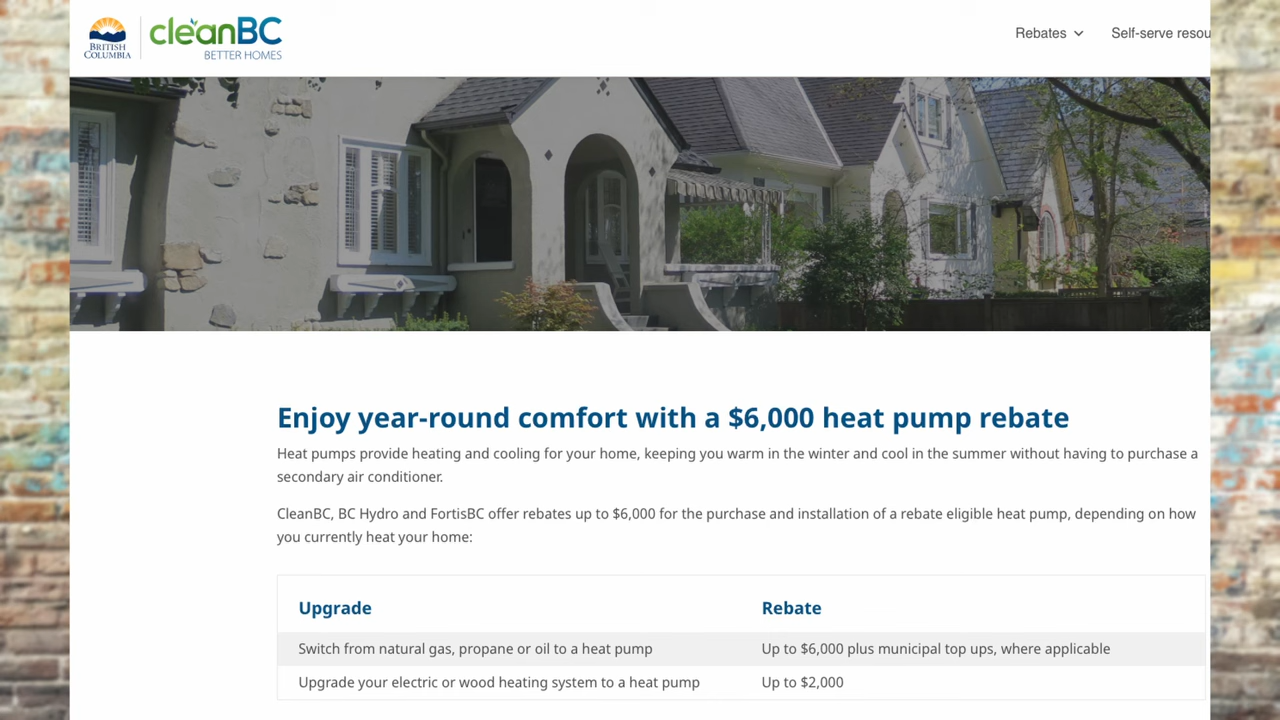 BRITISH
COLUMBIA
cleanBC
BETTER HOMES
Rebates
Self-serve resou
Enjoy year-round comfort with a $6,000 heat pump rebate
Heat pumps provide heating and cooling for your home, keeping you warm in the winter and cool in the summer without having to purchase a
secondary air conditioner.
CleanBC, BC Hydro and FortisBC offer rebates up to $6,000 for the purchase and installation of a rebate eligible heat pump, depending on how
you currently heat your home:
Upgrade Rebate
Switch from natural gas, propane or oil to a heat pump Up to $6,000 plus municipal top ups, where applicable
Upgrade your electric or wood heating system to a heat pump Up to $2,000